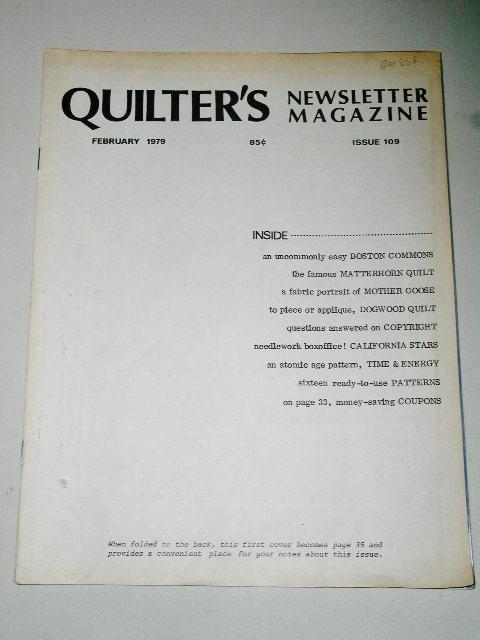 QUILTER'S NEWSLETTER MAGAZINE
FEBRUARY 1979 85¢ ISSUE 109
INSIDE
an uncommonly easy BOSTON COMMONS
the famous MATTERHORN QUILT
a fabric portrait of MOTHER GOOSE
to piece or applique, DOGWOOD QUILT
questions answered on COPYRIGHT
needlework boxoffice! CALIFORNIA STARS
an atomic age pattern, TIME & ENERGY
sixteen ready-to-use PATTERNS
on page 33, money-saving COUPONS
When folded to the back, this first cover becomes page 35 and
provides a convenient place for your notes about this issue.